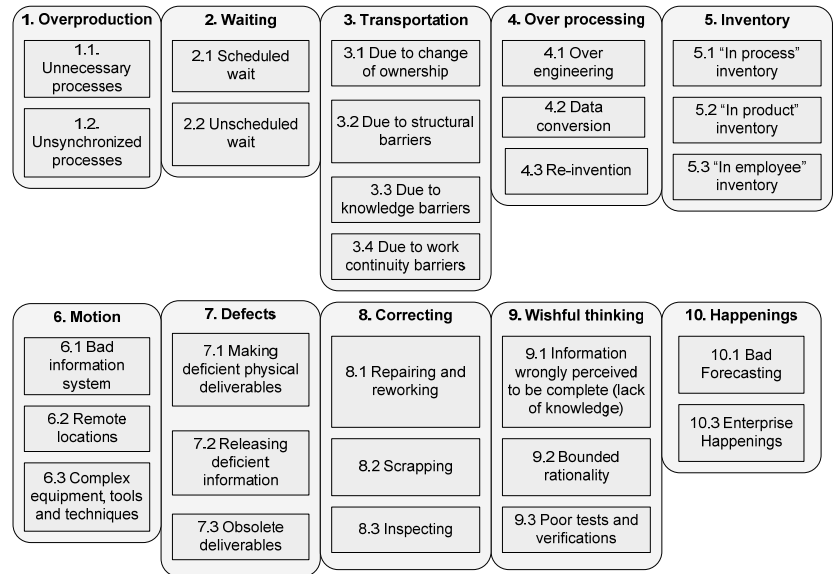 1. Overproduction
1.1.
Unnecessary
processes
1.2.
Unsynchronized
processes
2. Waiting
2.1 Scheduled
wait
2.2 Unscheduled
wait
3. Transportation
3.1 Due to change
of ownership
3.2 Due to structural
barriers
3.3 Due to
knowledge barriers
3.4 Due to work
continuity barriers
4. Over processing
4.1 Over
engineering
4.2 Data
conversion
4.3 Re-invention
5. Inventory
5.1 “In process”
inventory
5.2 “In product”
inventory
5.3 “In employee”
inventory
6. Motion
6.1 Bad
information
system
6.2 Remote
locations
6.3 Complex
equipment, tools
and techniques
7. Defects
7.1 Making
deficient physical
deliverables
7.2 Releasing
deficient
information
7.3 Obsolete
deliverables
8. Correcting
8.1 Repairing and
reworking
8.2 Scrapping
8.3 Inspecting
9. Wishful thinking
9.1 Information
wrongly perceived
to be complete (lack
of knowledge)
9.2 Bounded
rationality
9.3 Poor tests and
verifications
10. Happenings
10.1 Bad
Forecasting
10.3 Enterprise
Happenings